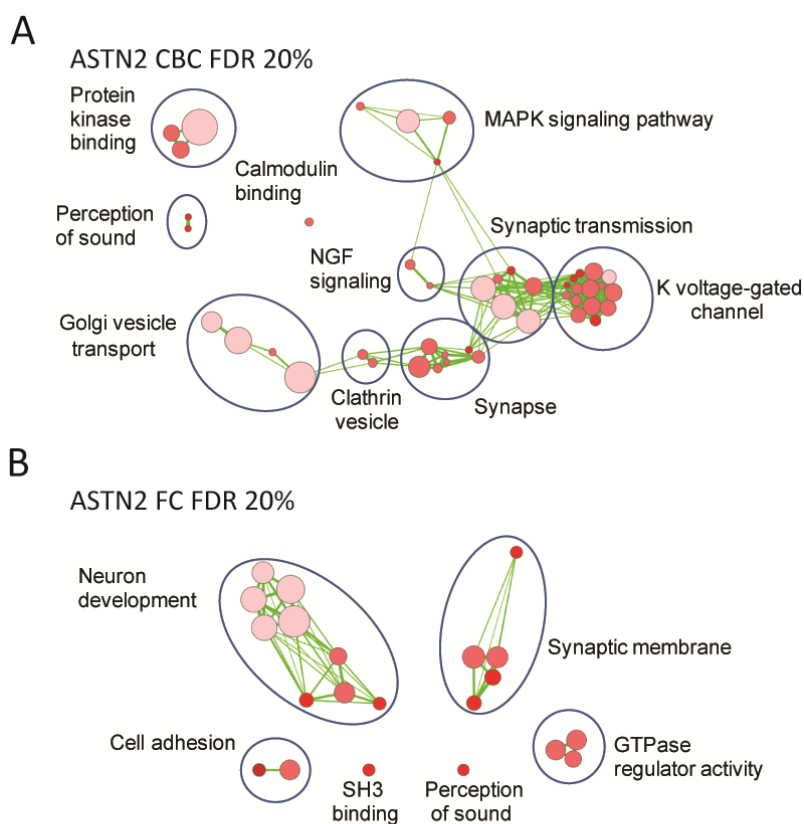 A
ASTN2 CBC FDR 20%
Protein
kinase
binding
MAPK signaling pathway
Calmodulin
binding
Perception
of sound
Synaptic transmission
NGF
signaling
K voltage-gated
channel
Golgi vesicle
transport
Clathrin
vesicle
Synapse
B
ASTN2 FC FDR 20%
Neuron
development
Synaptic membrane
Cell adhesion
SH3
binding
Perception
of sound
GTPase
regulator activity